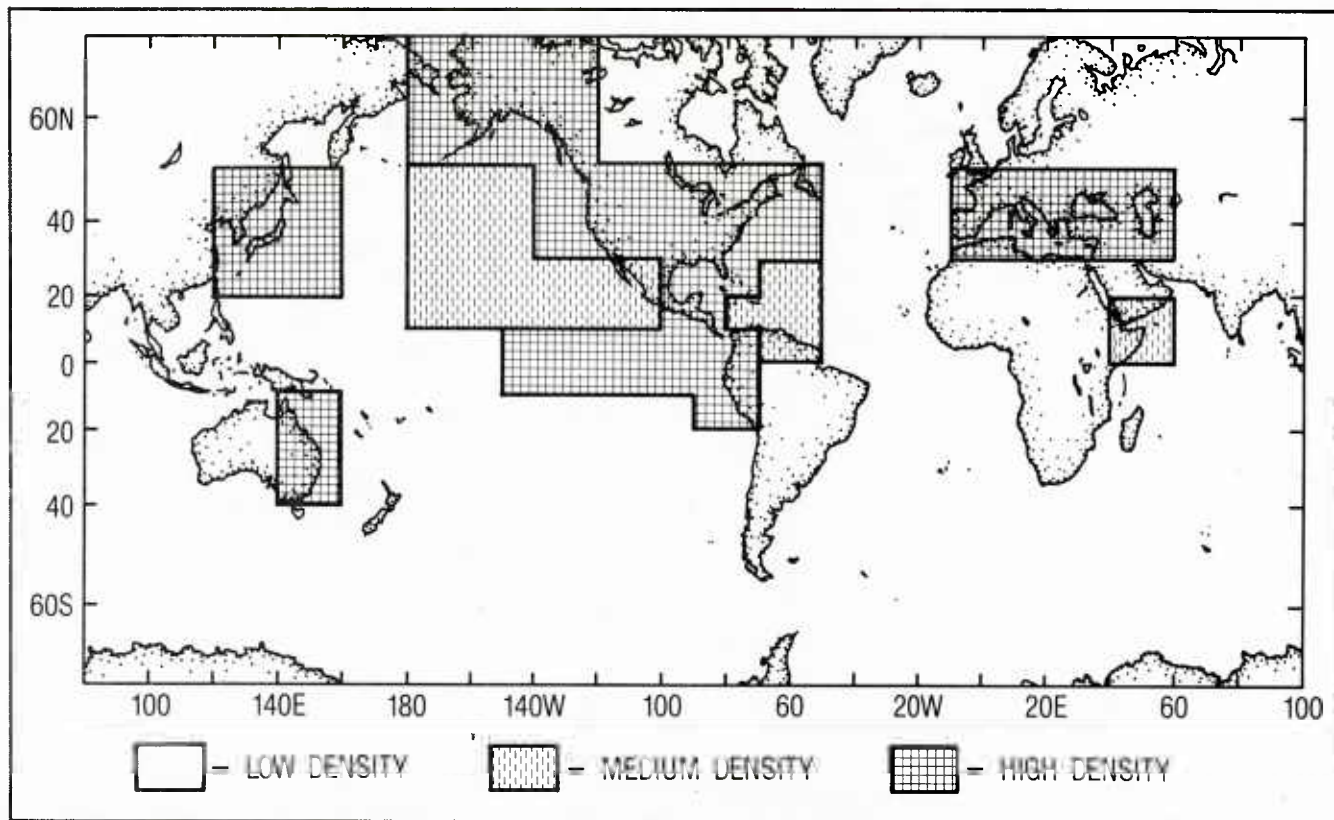 60N
40
20
0
20
40
60S
100 140E 180 140W 100 60 20W 20E 60 100
= LOW DENSITY = MEDIUM DENSITY = HIGH DENSITY